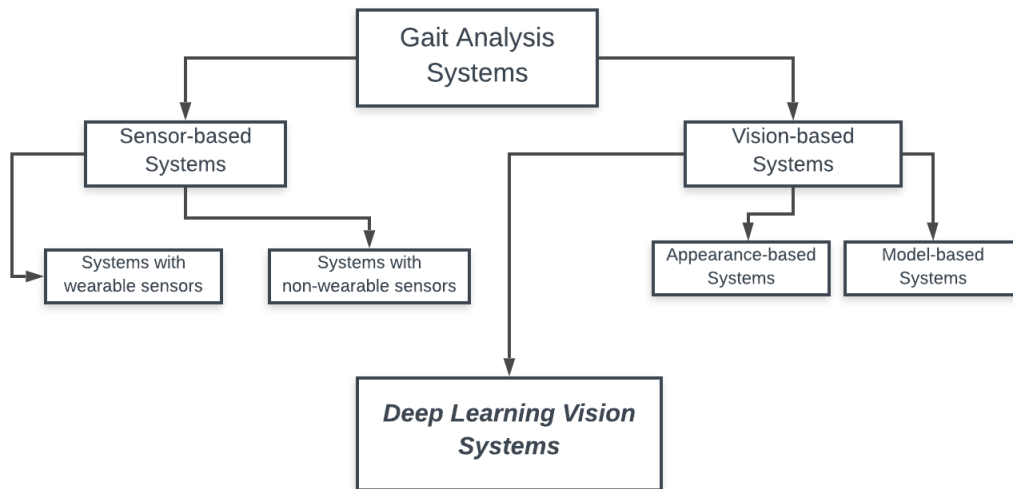 Gait Analysis
Systems
Sensor-based
Systems
Vision-based
Systems
Systems with
wearable sensors
Systems with
non-wearable sensors
Appearance-based
Systems
Model-based
Systems
Deep Learning Vision
Systems